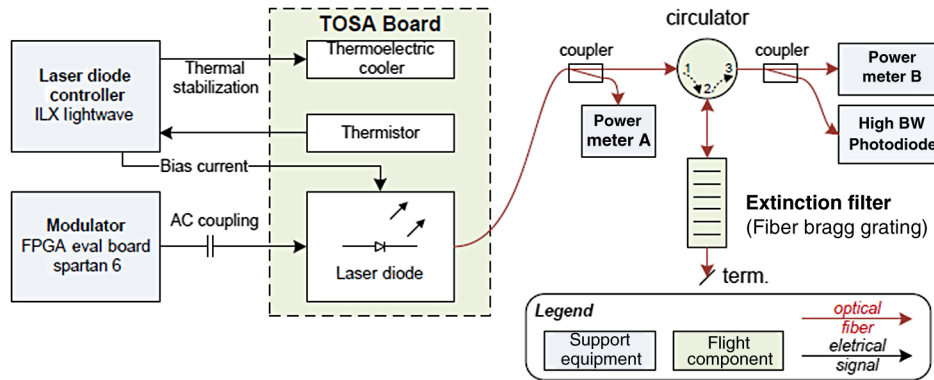 TOSA Board
Laser diode
controller
ILX lightwave
Thermal
stabilization
Thermoelectric
cooler
Thermistor
Bias current
Modulator
FPGA eval board
spartan 6
AC coupling
Laser diode
coupler
Power
meter A
circulator
1
2
3
coupler
Power
meter B
High BW
Photodiode
Extinction filter
(Fiber bragg grating)
term.
Legend
Support
equipment
Flight
component
optical
fiber
eletrical
signal